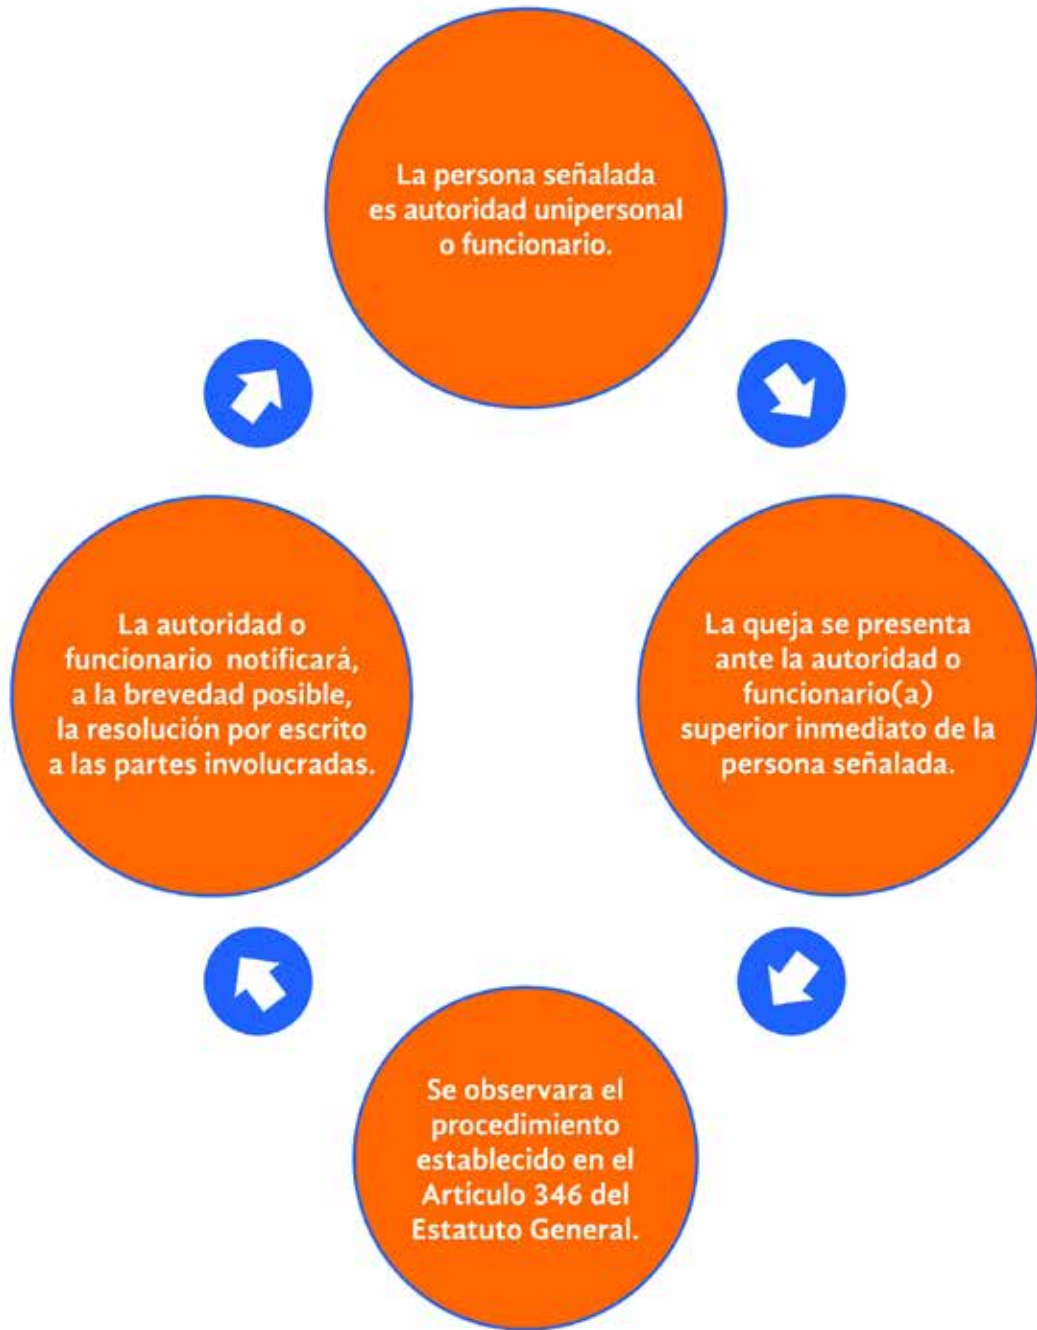 La persona señalada
es autoridad unipersonal
o funcionario.
La queja se presenta
ante la autoridad o
funcionario(a)
superior inmediato de la
persona señalada.
Se observara el
procedimiento
establecido en el
Artículo 346 del
Estatuto General.
La autoridad o
funcionario notificará,
a la brevedad posible,
la resolución por escrito
a las partes involucradas.